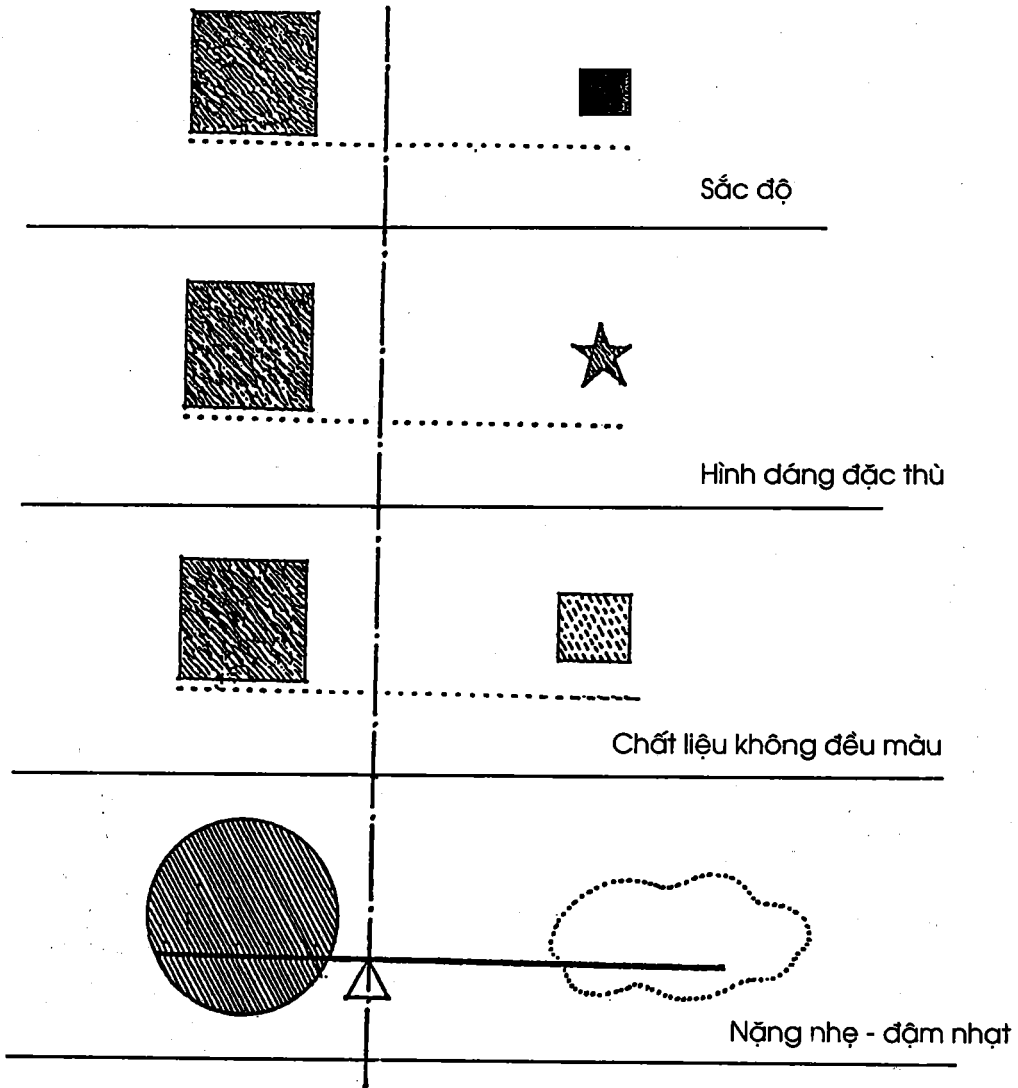 Sắc độ
Hình dáng đặc thù
Chất liệu không đều màu
Nặng nhẹ - đậm nhạt